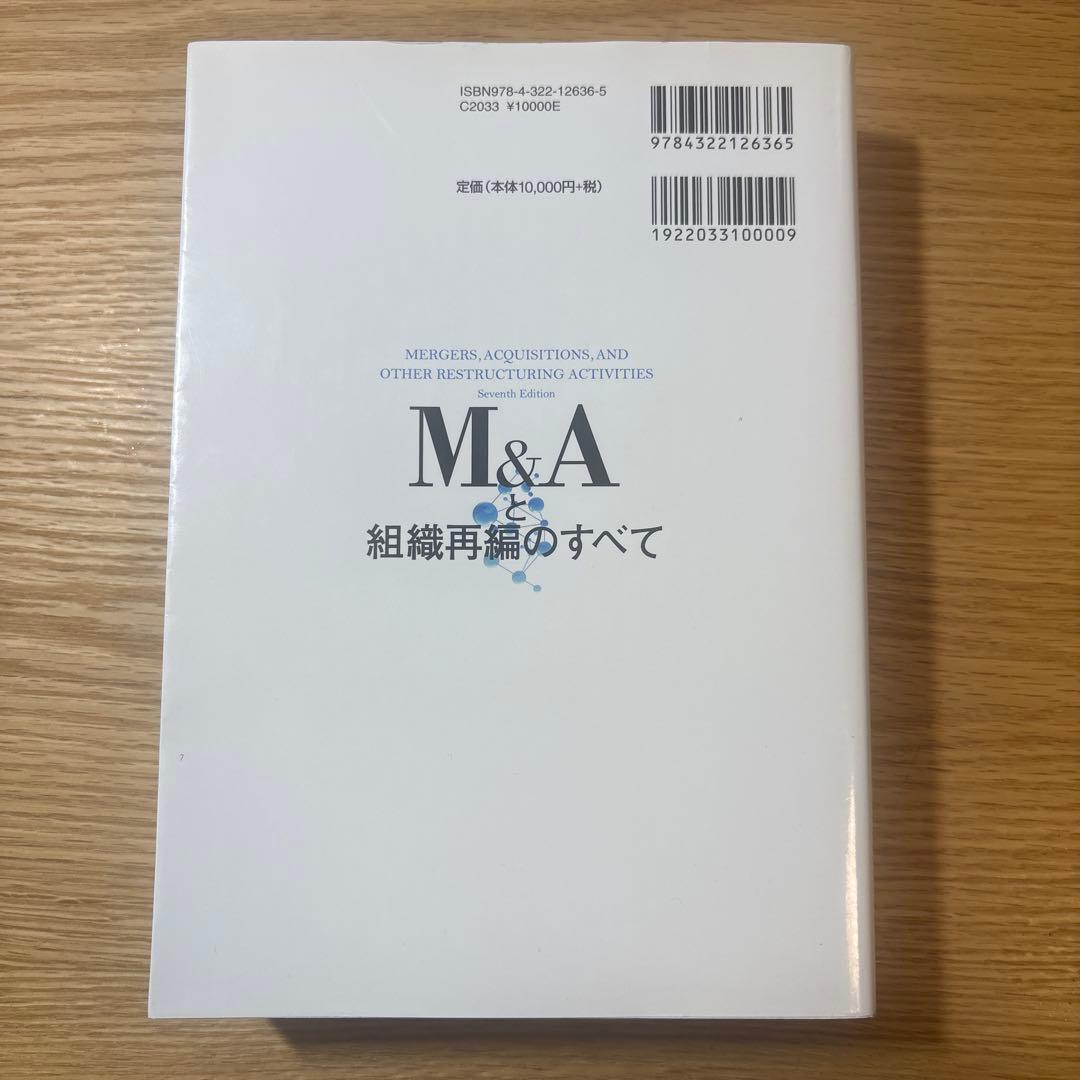 ISBN978-4-322-12636-5
C2033 ¥10000E
9784322126365
定価(本体10,000円+税)
1922033100009
MERGERS, ACQUISITIONS, AND
OTHER RESTRUCTURING ACTIVITIES
Seventh Edition
M&A
と
組織再編のすべて